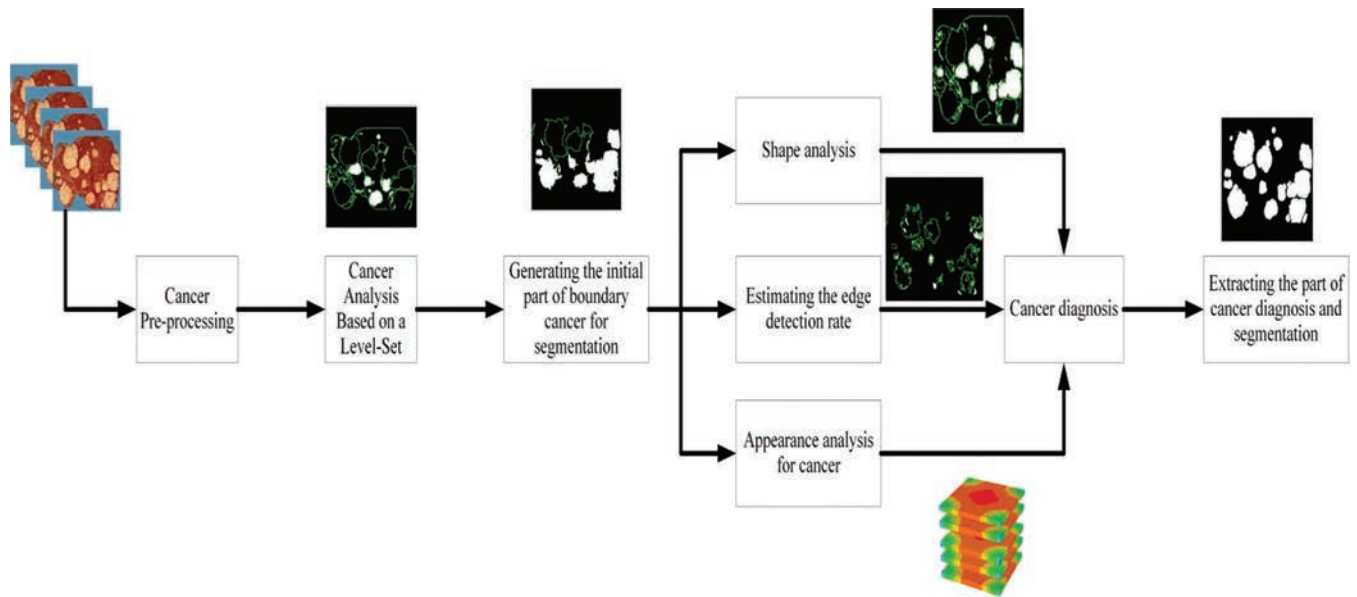 Cancer
Pre-processing
Cancer
Analysis
Based on a
Level-Set
Generating the initial
part of boundary
cancer for
segmentation
Shape analysis
Estimating the edge
detection rate
Appearance analysis
for cancer
Cancer diagnosis
Extracting the part of
cancer diagnosis and
segmentation